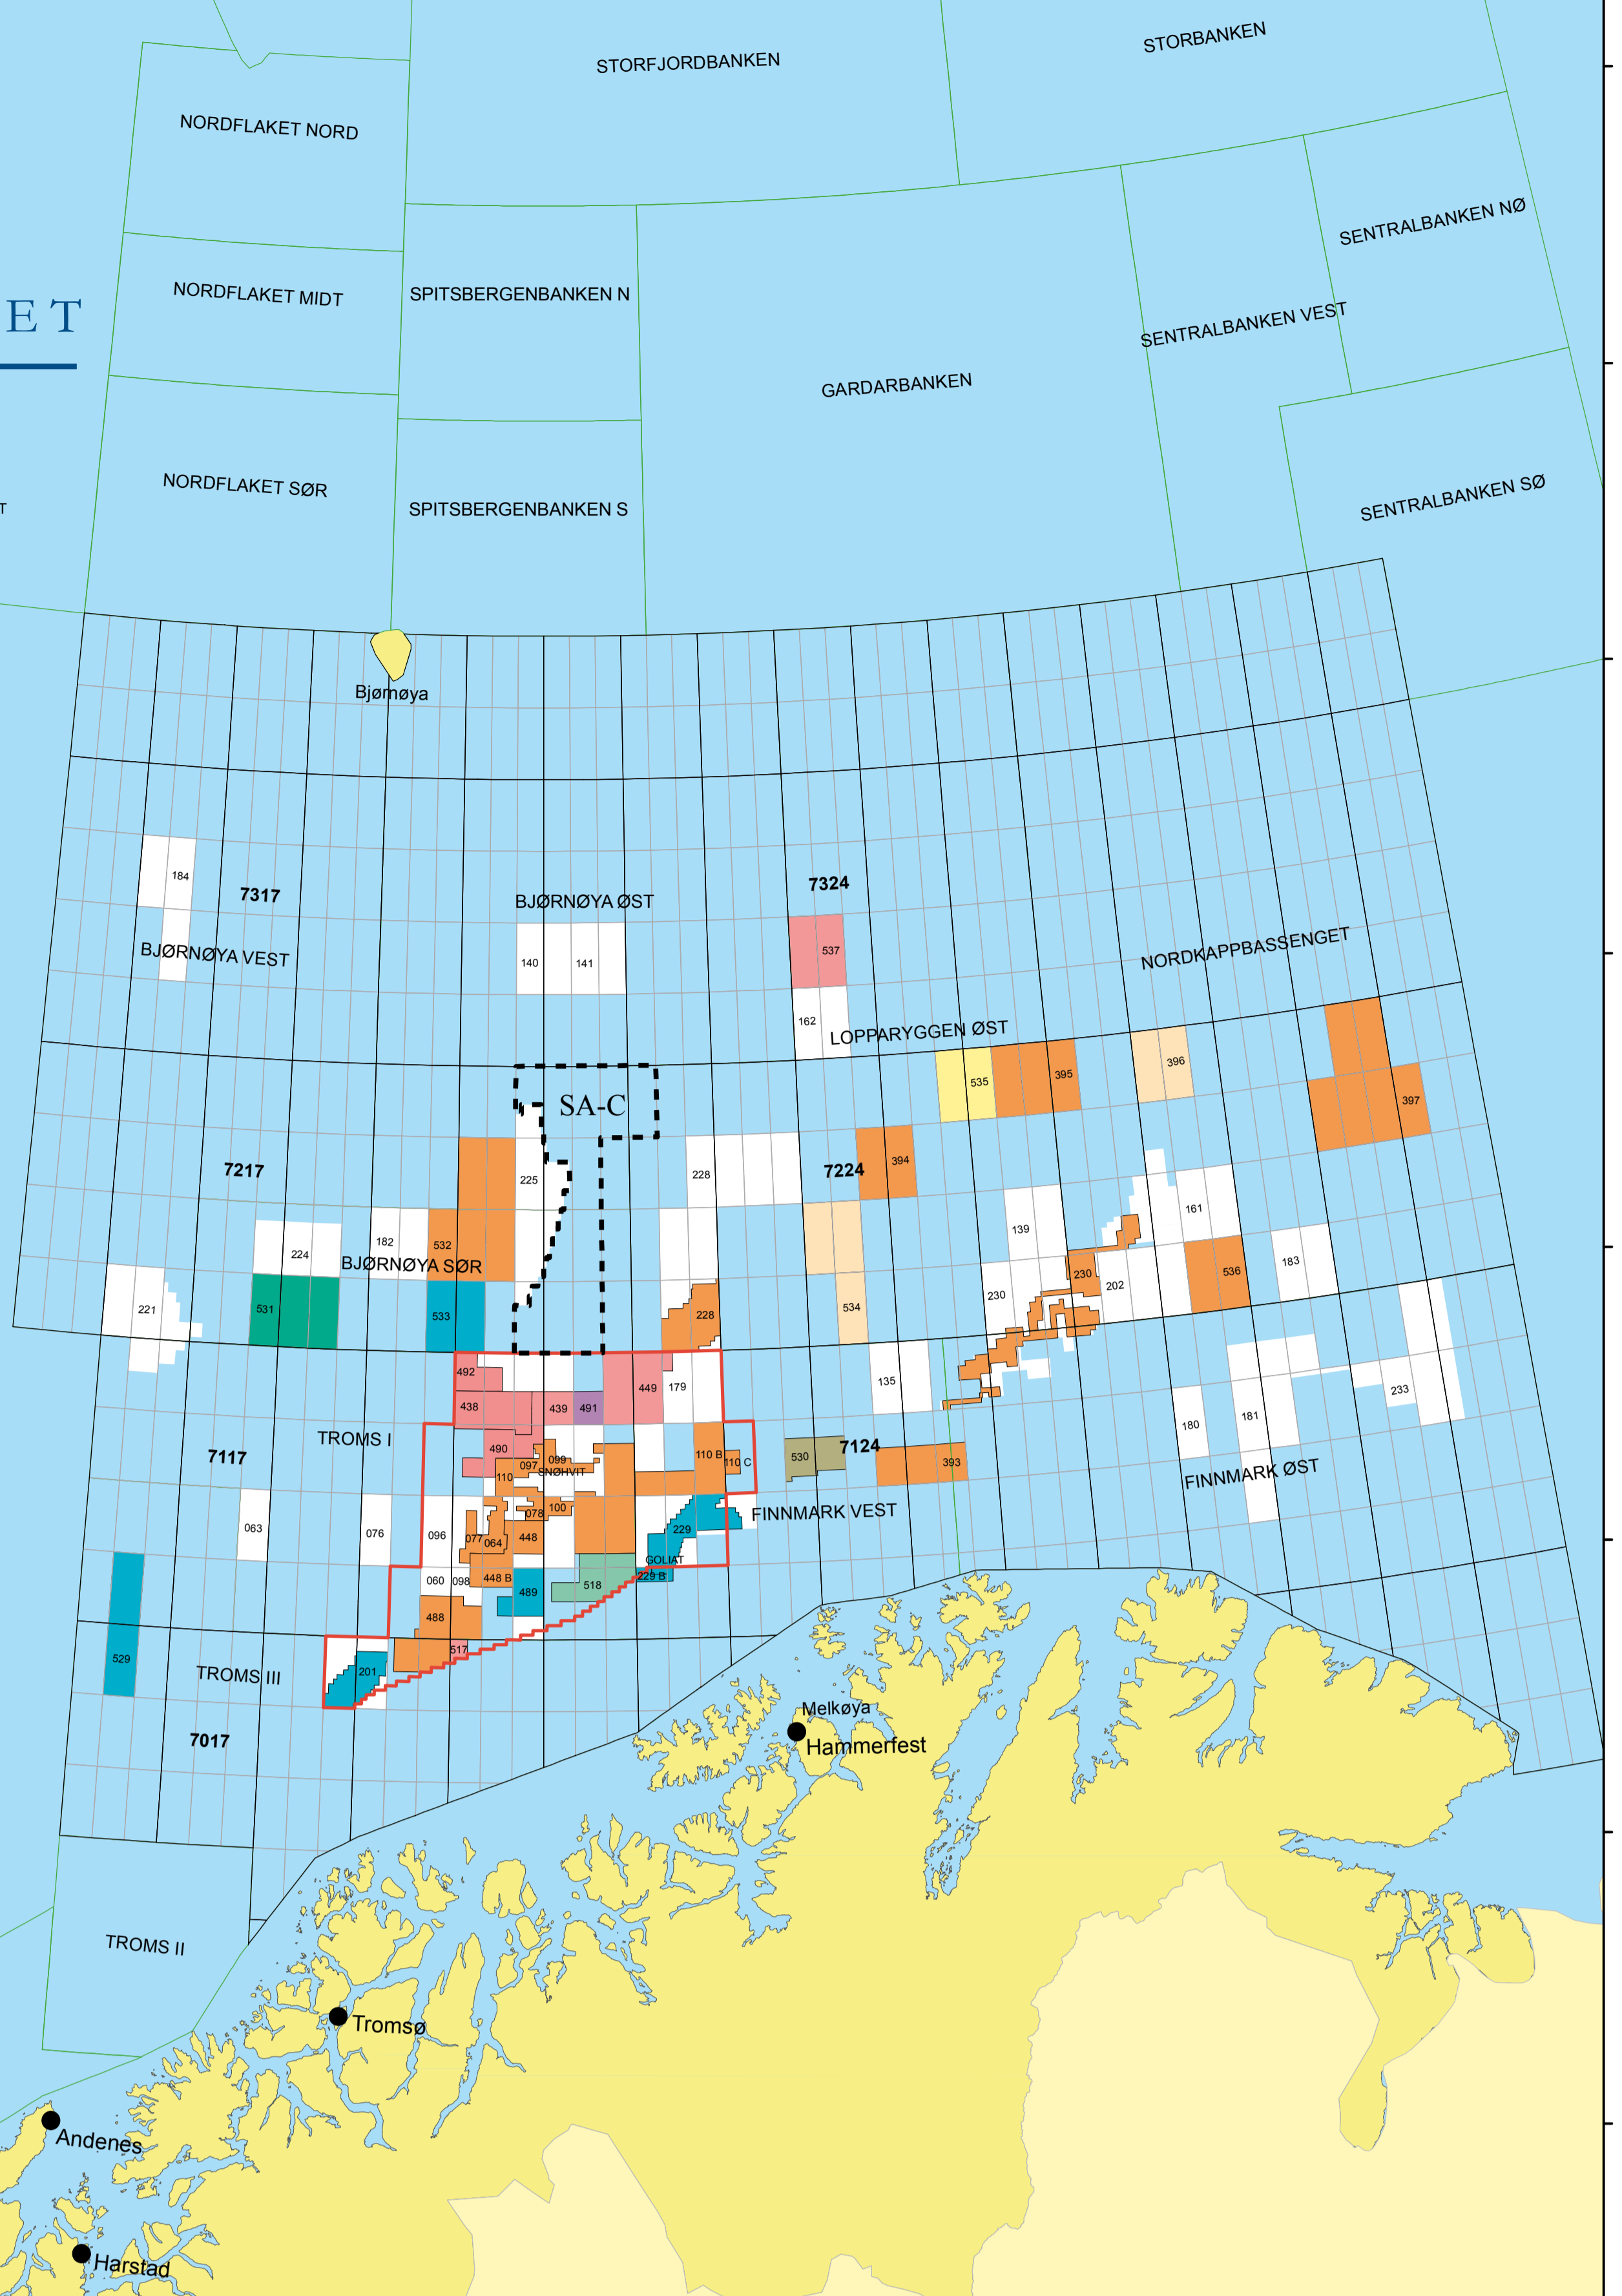 STORBANKEN
STORFJORDBANKEN
NORDFLAKET NORD
SENTRALBANKEN NØ
NORDFLAKET MIDT
SPITSBERGENBANKEN N
ET
SENTRALBANKEN VEST
GARDARBANKEN
NORDFLAKET SØR
SPITSBERGENBANKEN S
SENTRALBANKEN SØ
T
Bjørnøya
184
7317
7324
BJØRNØYA ØST
BJØRNØYA VEST
140
141
537
NORDKAPPBASSENGET
162
LOPPARYGGEN ØST
535
395
396
397
SA-C
7217
225
228
7224
394
161
139
224
182
532
BJØRNØYA SØR
230
230
202
536
183
221
531
533
228
534
492
449
179
135
233
438
439
491
180
181
TROMS I
490
7117
097
099
110 B
110 C
530
7124
393
110
SNØHVIT
FINNMARK ØST
063
076
096
077
078
100
064
448
229
FINNMARK VEST
GOLIAT
060
098
448 B
489
518
229 B
488
529
TROMS III
201
517
7017
Melkøya
Hammerfest
TROMS II
Tromsø
Andenes
Harstad